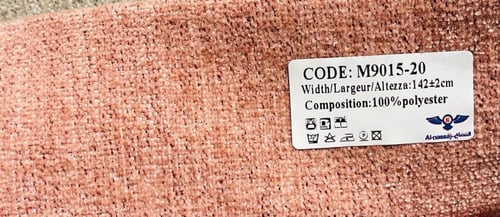 CODE: M9015-20
Width/Largeur/Altezza:142±2cm
Composition:100%polyester
Al-nassaj-النساج